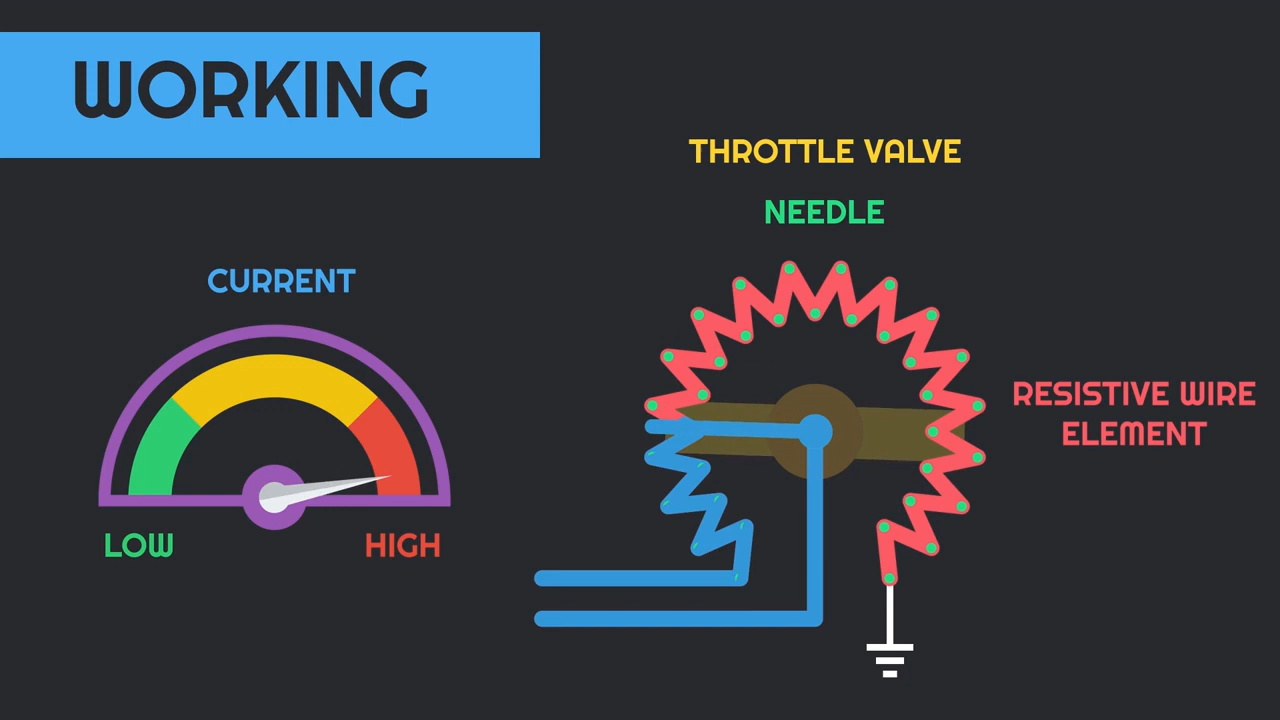 WORKING
THROTTLE VALVE
NEEDLE
CURRENT
RESISTIVE WIRE
ELEMENT
LOW
HIGH